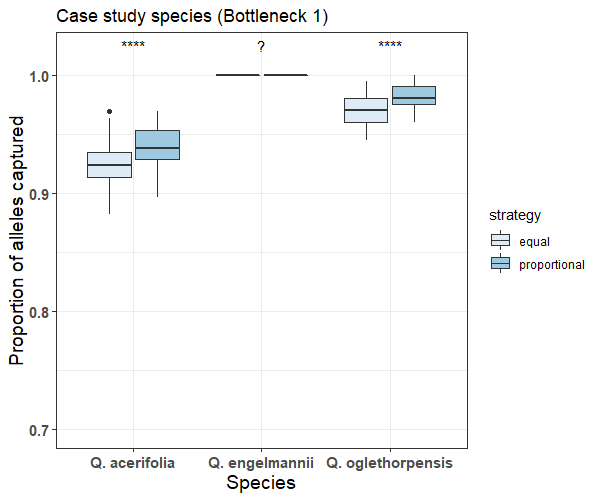 Case study species (Bottleneck 1)
**** ? ****
1.0
0.9
0.8
0.7
Proportion of alleles captured
Q. acerifolia Q. engelmannii Q. oglethorpensis
Species
strategy
equal
proportional